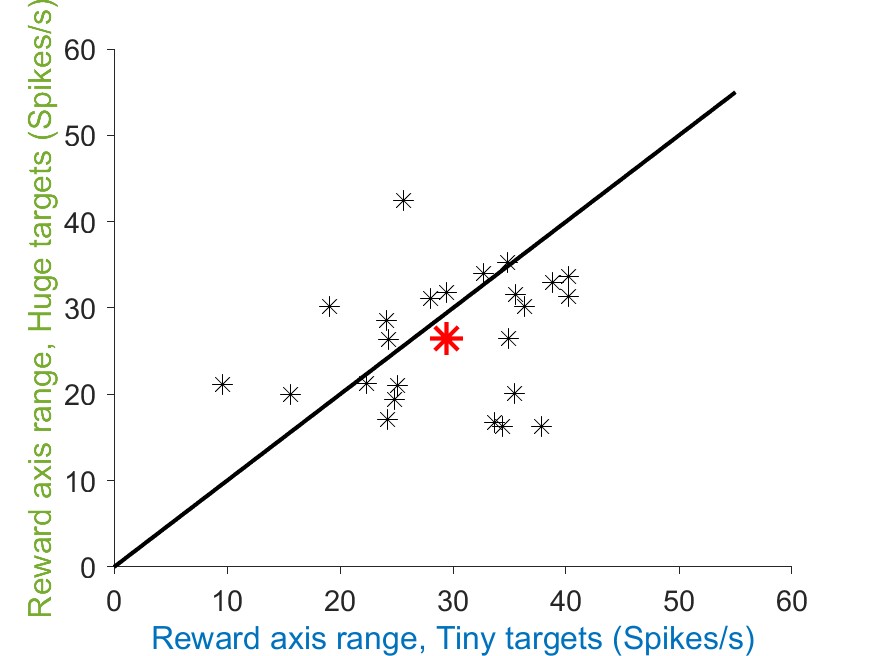 Reward axis range, Huge targets (Spikes/s)
60
50
40
30
20
10
0
0 10 20 30 40 50 60
Reward axis range, Tiny targets (Spikes/s)